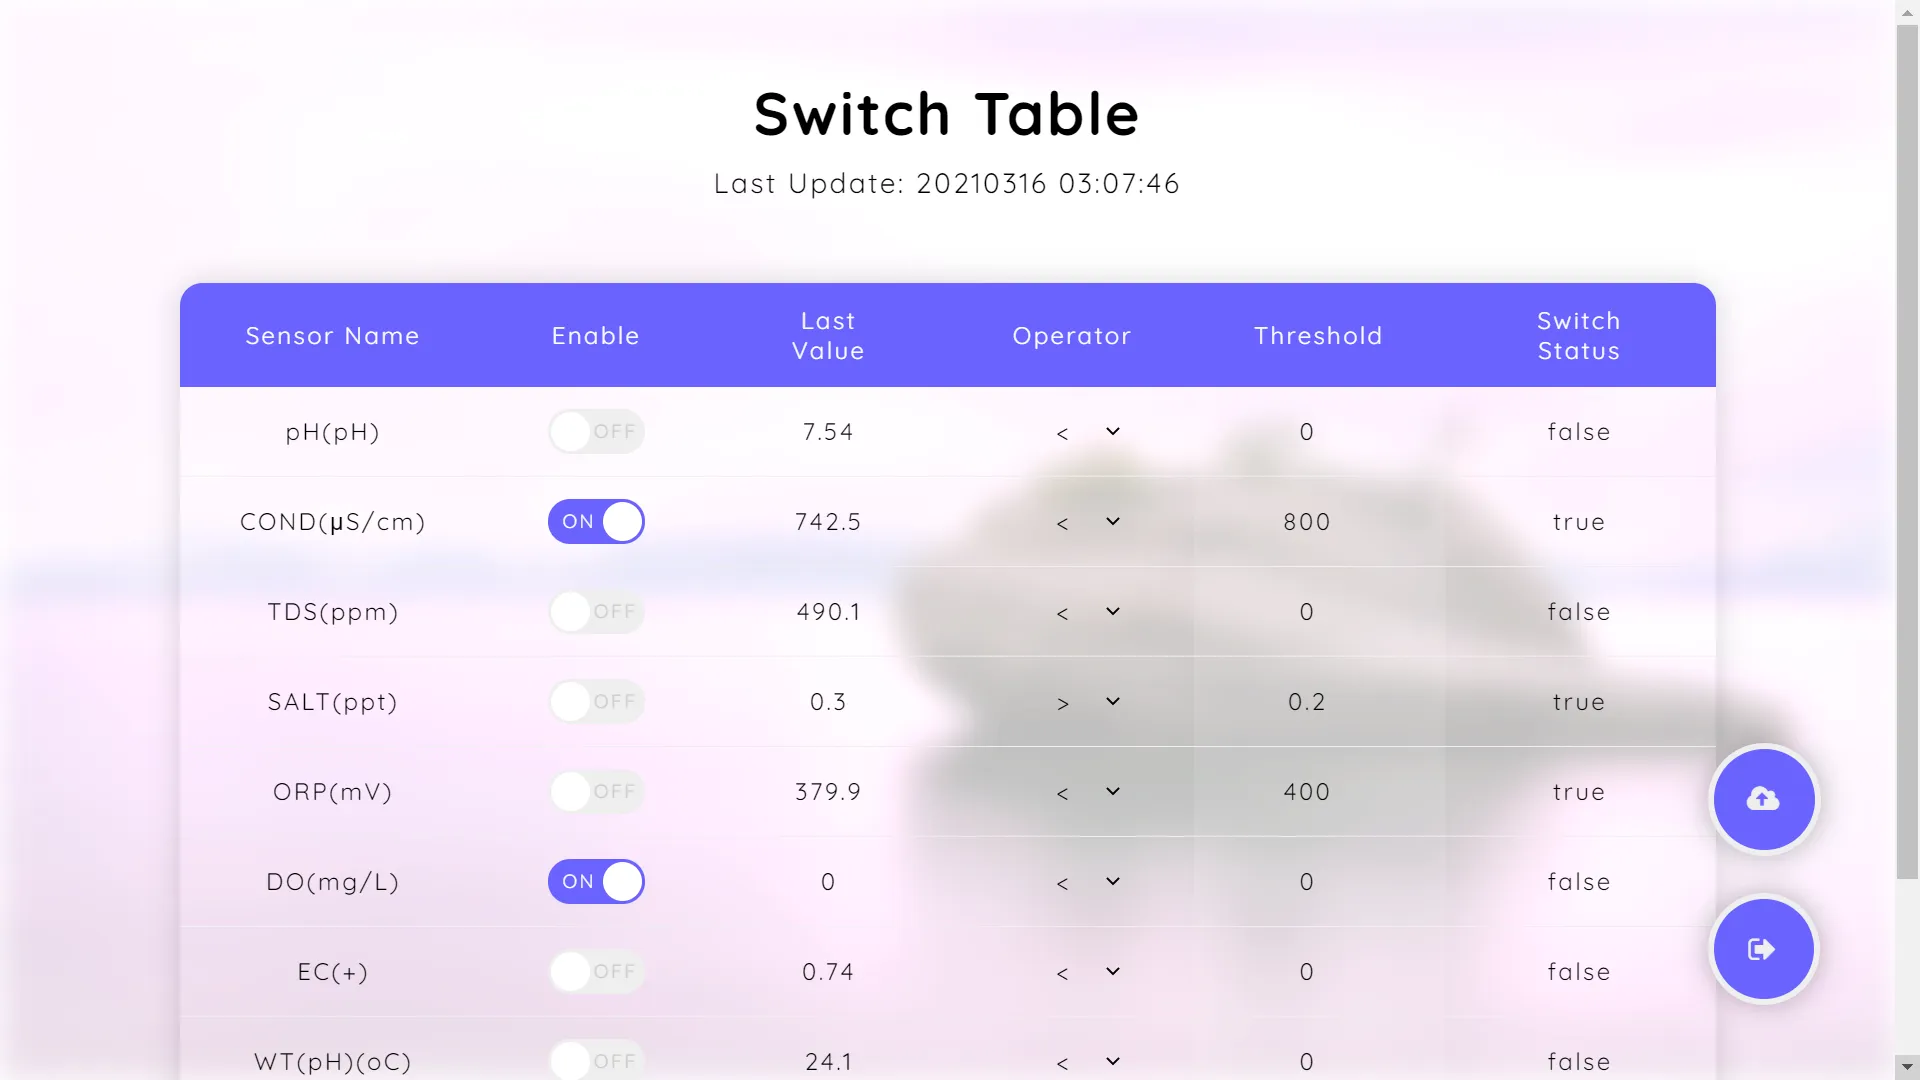 Switch Table
Last Update: 20210316 03:07:46
Sensor Name Enable Last Value Operator Threshold Switch Status
pH(pH) OFF 7.54 < 0 false
COND(µS/cm) ON 742.5 < 800 true
TDS(ppm) OFF 490.1 < 0 false
SALT(ppt) OFF 0.3 > 0.2 true
ORP(mV) OFF 379.9 < 400 true
DO(mg/L) ON 0 < 0 false
EC(+) OFF 0.74 < 0 false
WT(pH)(oC) OFF 24.1 < 0 false